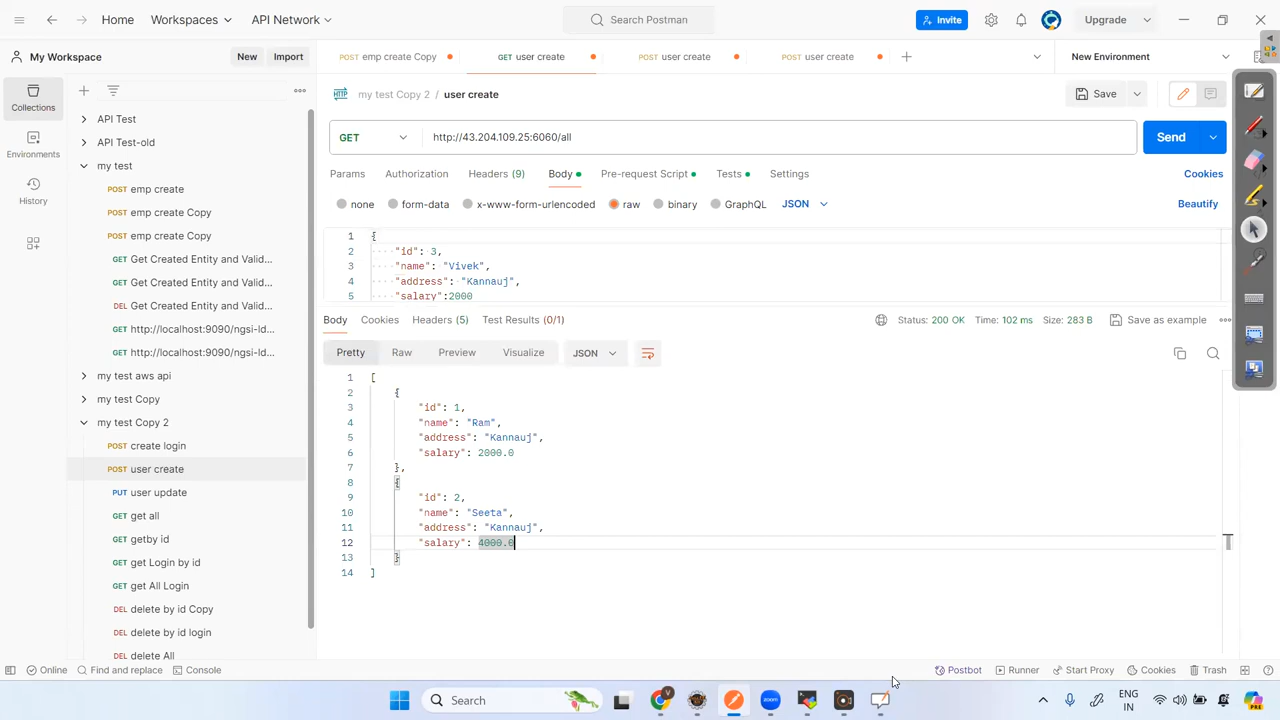 Home
Workspaces
API Network
Search Postman
Invite
Upgrade
My Workspace
New
Import
POST emp create Copy
GET user create
POST user create
POST user create
New Environment
Collections
Environments
History
API Test
API Test-old
my test
POST emp create
POST emp create Copy
POST emp create Copy
GET Get Created Entity and Valid...
GET Get Created Entity and Valid...
DEL Get Created Entity and Valid...
GET http://localhost:9090/ngsi-ld...
GET http://localhost:9090/ngsi-ld...
my test aws api
my test Copy
my test Copy 2
POST create login
POST user create
PUT user update
GET get all
GET getby id
GET get Login by id
GET get All Login
DEL delete by id Copy
DEL delete by id login
DEL delete All
HTTP my test Copy 2 / user create
Save
GET http://43.204.109.25:6060/all
Send
Params Authorization Headers (9) Body Pre-request Script Tests Settings Cookies
none form-data x-www-form-urlencoded raw binary GraphQL JSON Beautify
1 {
2 "id": 3,
3 "name": "Vivek",
4 "address": "Kannauj",
5 "salary":2000
Body Cookies Headers (5) Test Results (0/1) Status: 200 OK Time: 102 ms Size: 283 B Save as example
Pretty Raw Preview Visualize JSON
1 [
2 {
3 "id": 1,
4 "name": "Ram",
5 "address": "Kannauj",
6 "salary": 2000.0
7 },
8 {
9 "id": 2,
10 "name": "Seeta",
11 "address": "Kannauj",
12 "salary": 4000.0
13 }
14 ]
Online Find and replace Console Postbot Runner Start Proxy Cookies Trash
Search
ENG
IN